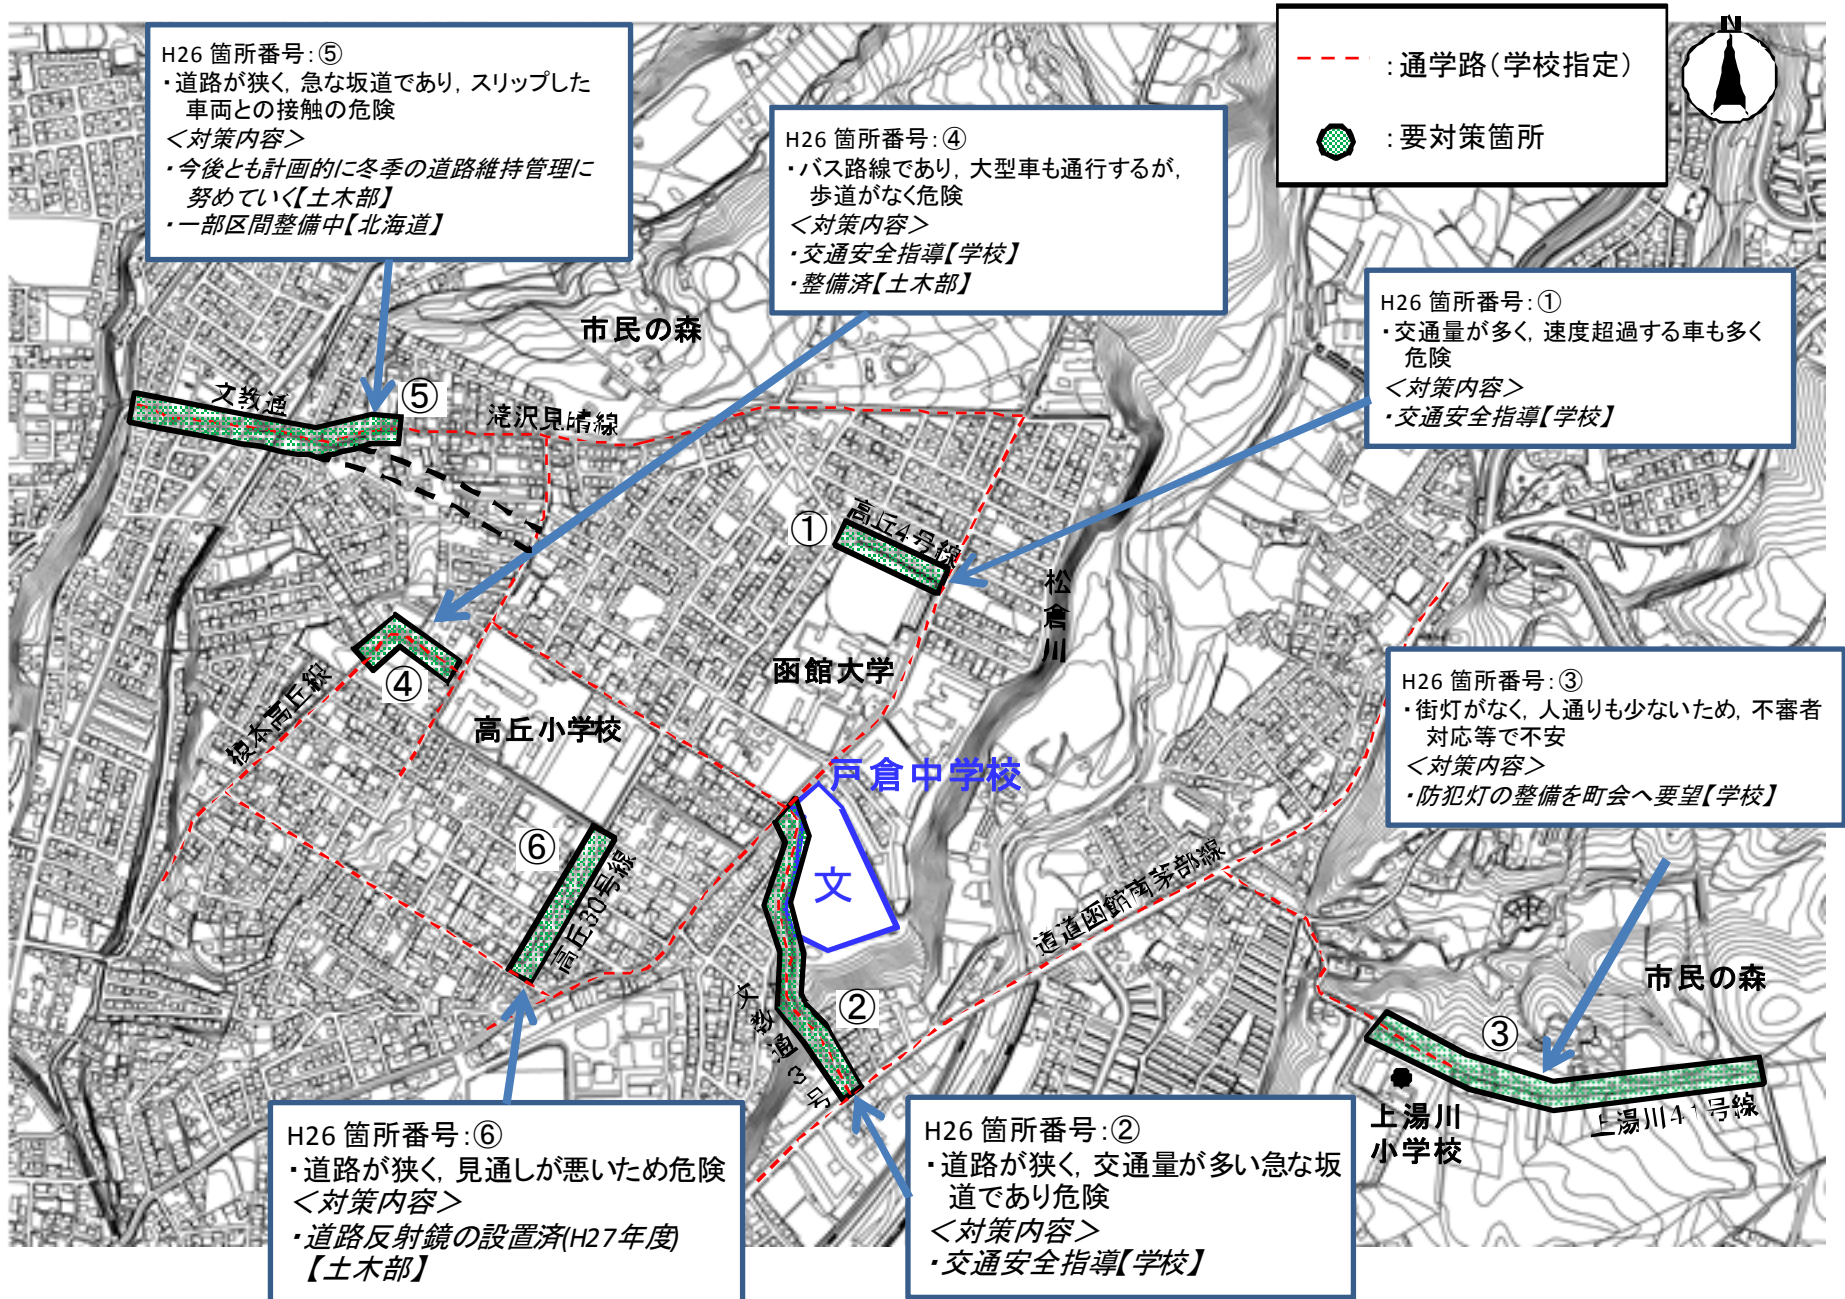 H26 箇所番号:⑤
・道路が狭く,急な坂道であり,スリップした
車両との接触の危険
＜対策内容＞
・今後とも計画的に冬季の道路維持管理に
努めていく【土木部】
・一部区間整備中【北海道】
H26 箇所番号:④
・バス路線であり,大型車も通行するが,
歩道がなく危険
＜対策内容＞
・交通安全指導【学校】
・整備済【土木部】
:通学路(学校指定)
:要対策箇所
N
H26 箇所番号:①
・交通量が多く,速度超過する車も多く
危険
＜対策内容＞
・交通安全指導【学校】
市民の森
文教通
⑤
滝沢見晴線
①
高丘4号線
松倉川
函館大学
④
榎本高丘線
高丘小学校
戸倉中学校
文
H26 箇所番号:③
・街灯がなく,人通りも少ないため,不審者
対応等で不安
＜対策内容＞
・防犯灯の整備を町会へ要望【学校】
⑥
高丘30号線
道道函館南茅部線
市民の森
②
文教通3号
③
上湯川
小学校
上湯川41号線
H26 箇所番号:⑥
・道路が狭く,見通しが悪いため危険
＜対策内容＞
・道路反射鏡の設置済(H27年度)
【土木部】
H26 箇所番号:②
・道路が狭く,交通量が多い急な坂
道であり危険
＜対策内容＞
・交通安全指導【学校】